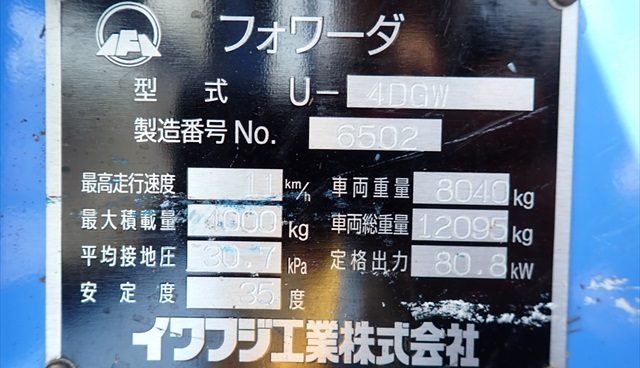 フォワーダ
型式 U-4DGW
製造番号No. 6502
最高走行速度 11 km/h 車両重量 8040 kg
最大積載量 4000 kg 車両総重量 12095 kg
平均接地圧 30.7 kPa 定格出力 80.8 kW
安定度 35 度
イワフジ工業株式会社